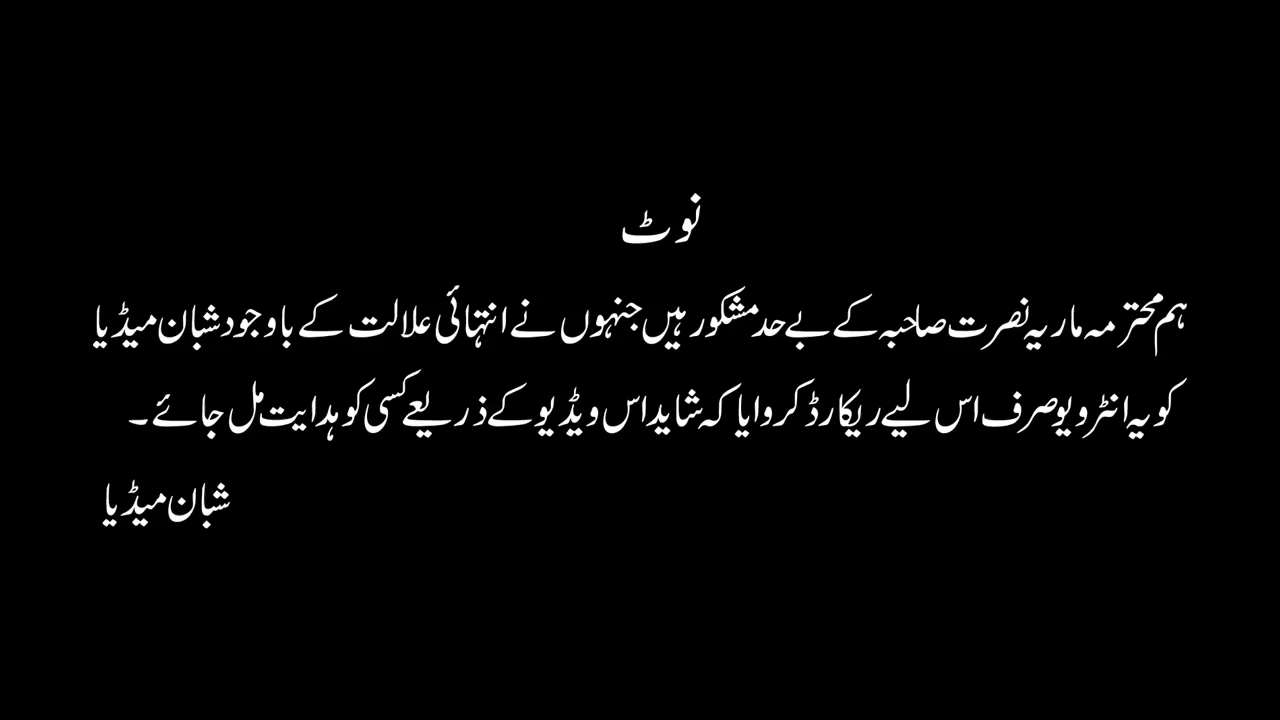 نوٹ
ہم محترمہ ماریہ نصرت صاحبہ کے بے حد مشکور ہیں جنہوں نے انتہائی علالت کے باوجود شبان میڈیا
کو یہ انٹرویو صرف اس لیے ریکارڈ کروایا کہ شاید اس ویڈیو کے ذریعے کسی کو ہدایت مل جائے۔
شبان میڈیا